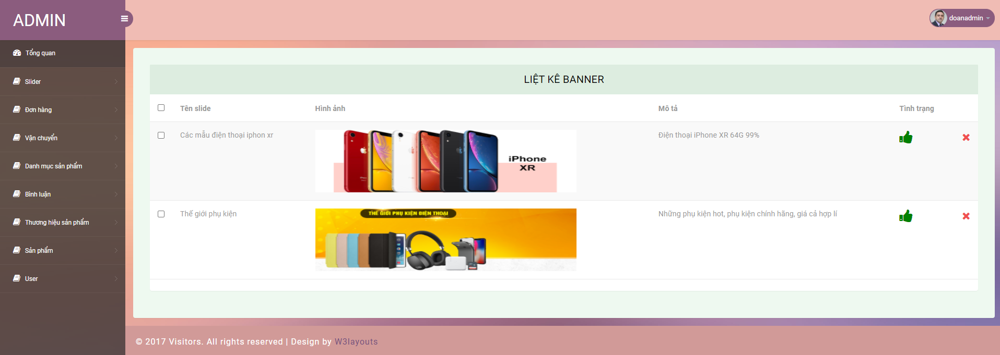 ADMIN
doanadmin
Tổng quan
Slider
Đơn hàng
Vận chuyển
Danh mục sản phẩm
Bình luận
Thương hiệu sản phẩm
Sản phẩm
User
LIỆT KÊ BANNER
Tên slide Hình ảnh Mô tả Tình trạng
Các mẫu điện thoại iphon xr
iPhone
XR
Điện thoại iPhone XR 64G 99%
Thế giới phụ kiện
THẾ GIỚI PHỤ KIỆN ĐIỆN THOẠI
Những phụ kiện hot, phụ kiện chính hãng, giá cả hợp lí
© 2017 Visitors. All rights reserved | Design by W3layouts